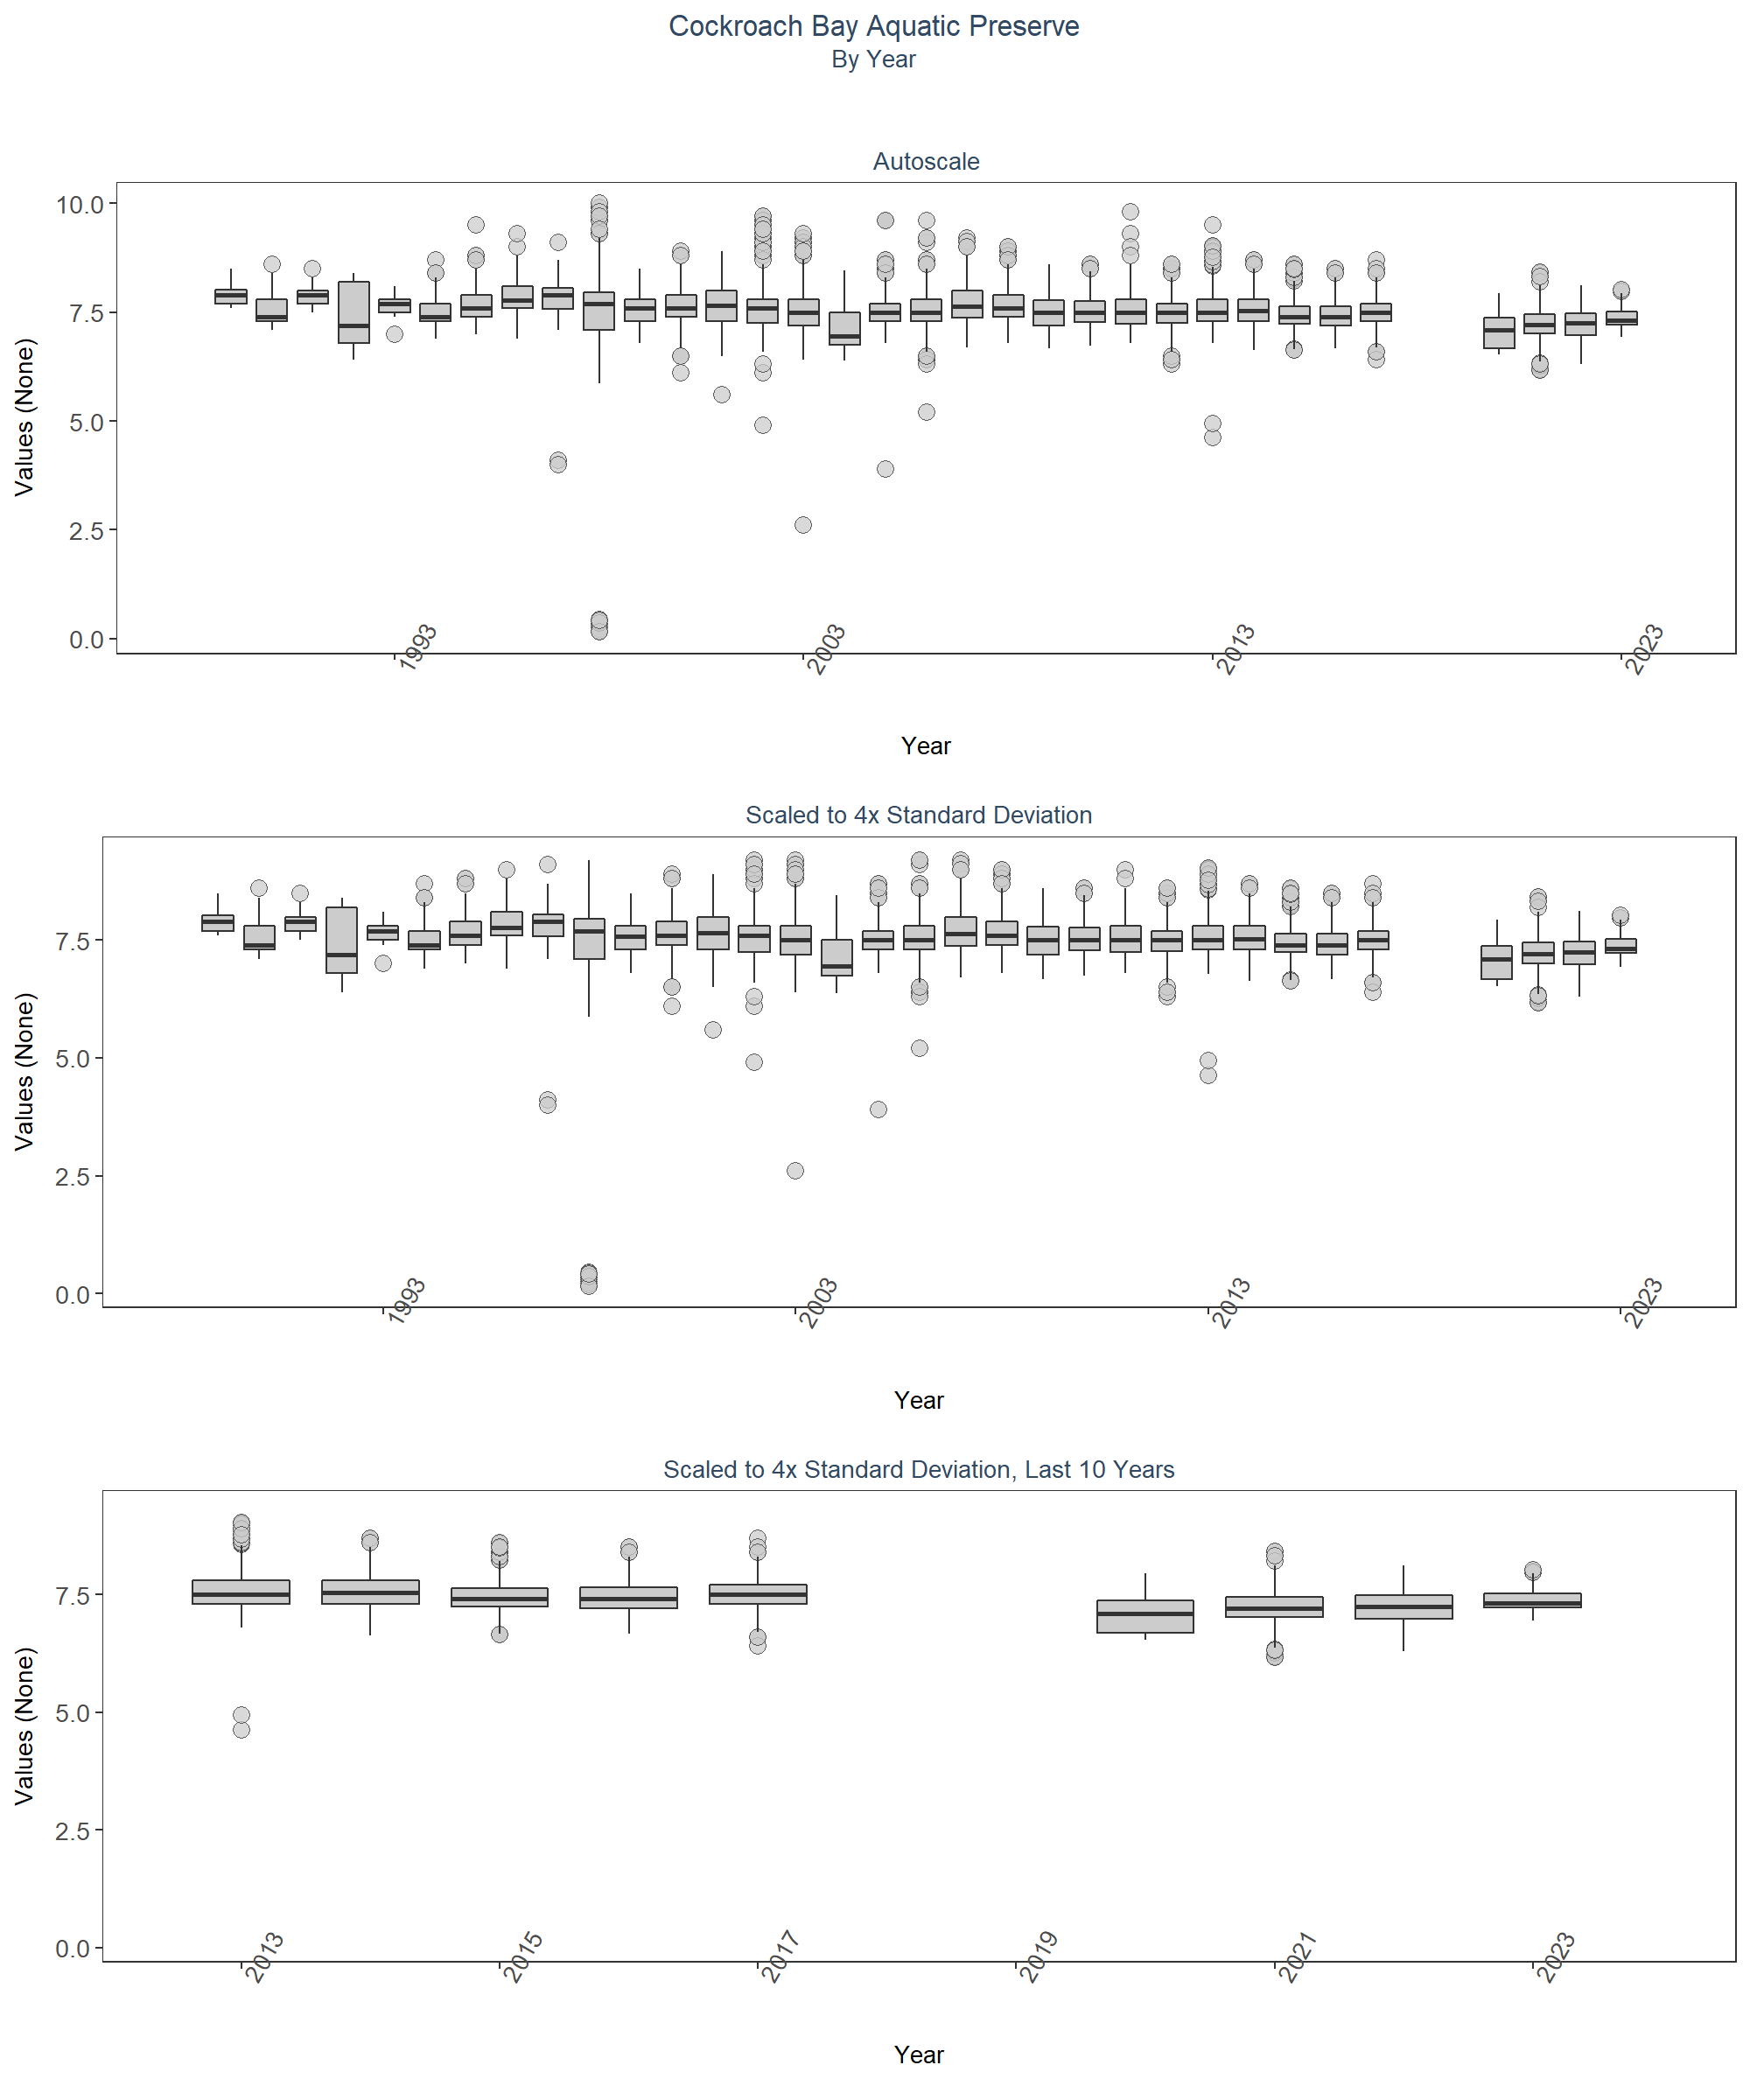 Cockroach Bay Aquatic Preserve
By Year
Autoscale
Values (None)
10.0
7.5
5.0
2.5
0.0
1993
2003
2013
2023
Year
Scaled to 4x Standard Deviation
Values (None)
7.5
5.0
2.5
0.0
1993
2003
2013
2023
Year
Scaled to 4x Standard Deviation, Last 10 Years
Values (None)
7.5
5.0
2.5
0.0
2013
2015
2017
2019
2021
2023
Year